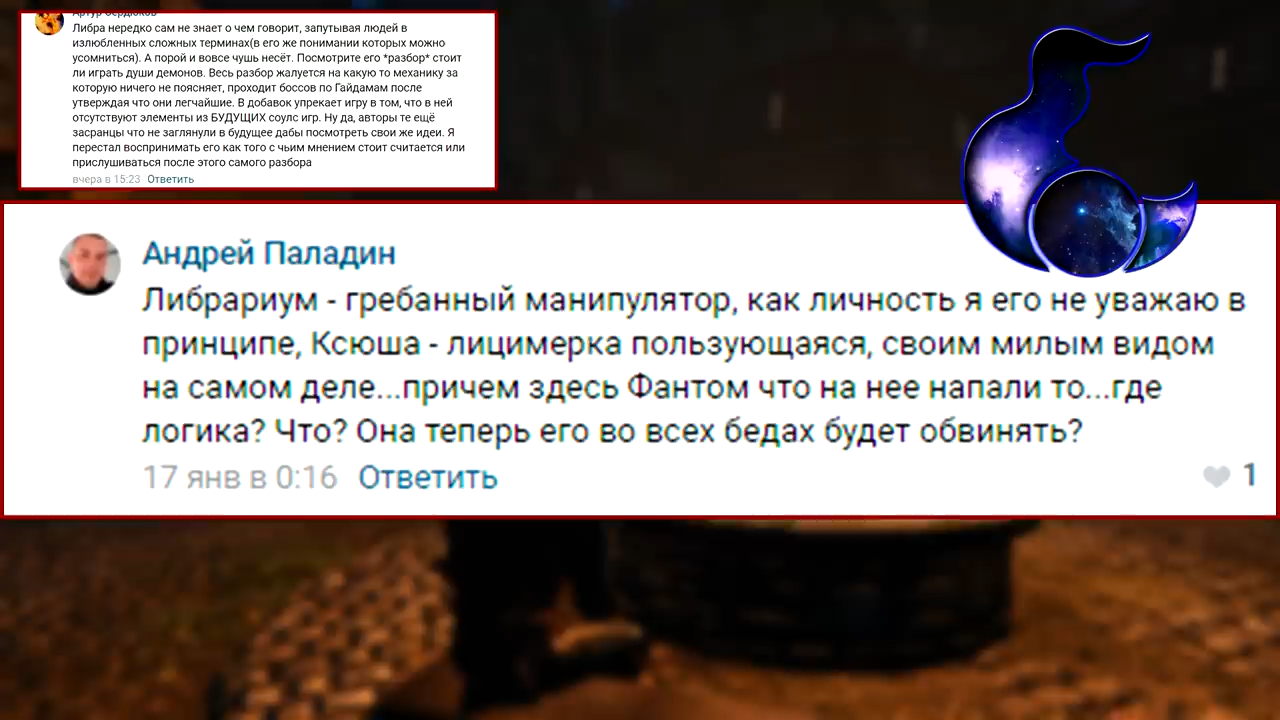 Либра нередко сам не знает о чем говорит, запутывая людей в
излюбленных сложных терминах(в его же понимании которых можно
усомниться). А порой и вовсе чушь несёт. Посмотрите его *разбор* стоит
ли играть души демонов. Весь разбор жалуется на какую то механику за
которую ничего не поясняет, проходит боссов по Гайдамам после
утверждая что они легчайшие. В добавок упрекает игру в том, что в ней
отсутствуют элементы из БУДУЩИХ соулс игр. Ну да, авторы те ещё
засранцы что не заглянули в будущее дабы посмотреть свои же идеи. Я
перестал воспринимать его как того с чьим мнением стоит считается или
прислушиваться после этого самого разбора
вчера в 15:23 Ответить
Андрей Паладин
Либрариум - гребанный манипулятор, как личность я его не уважаю в
принципе, Ксюша - лицимерка пользующаяся, своим милым видом
на самом деле...причем здесь Фантом что на нее напали то...где
логика? Что? Она теперь его во всех бедах будет обвинять?
17 янв в 0:16 Ответить
1